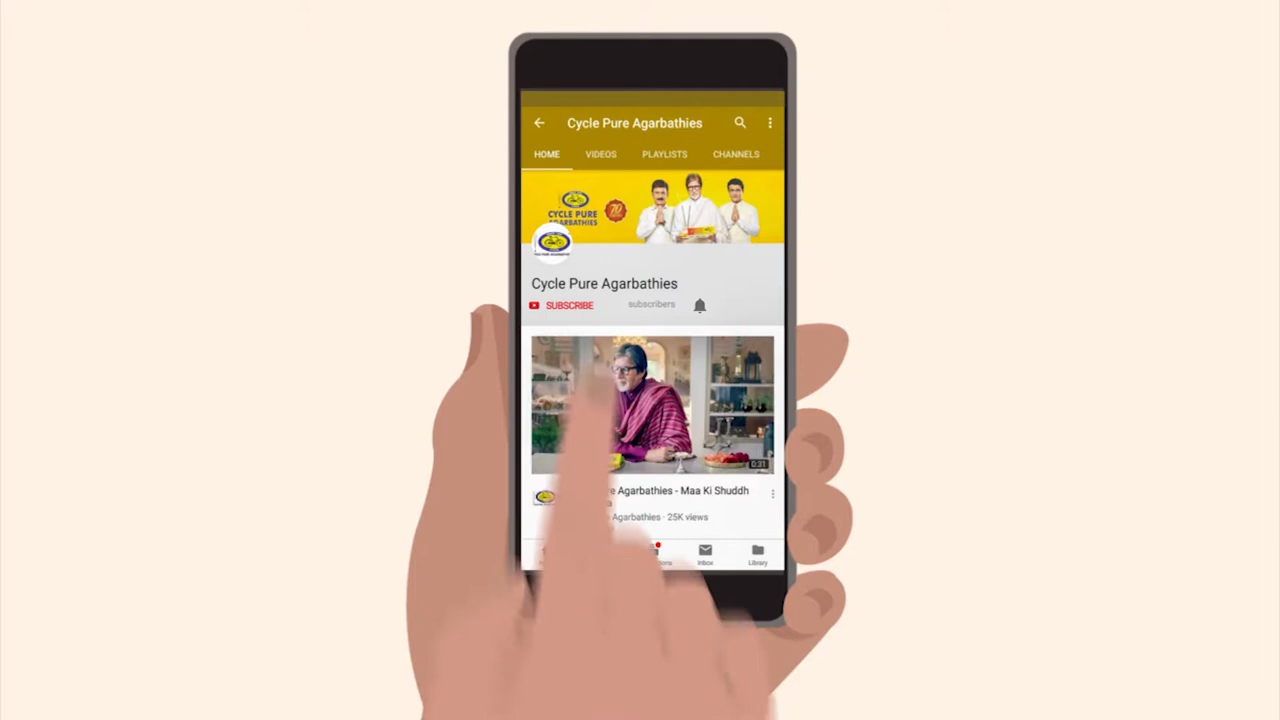 Cycle Pure Agarbathies
HOME VIDEOS PLAYLISTS CHANNELS
CYCLE PURE
AGARBATHIES
70
Cycle Pure Agarbathies
SUBSCRIBE subscribers
0:31
Agarbathies - Maa Ki Shuddh
Agarbathies · 25K views
Inbox Library